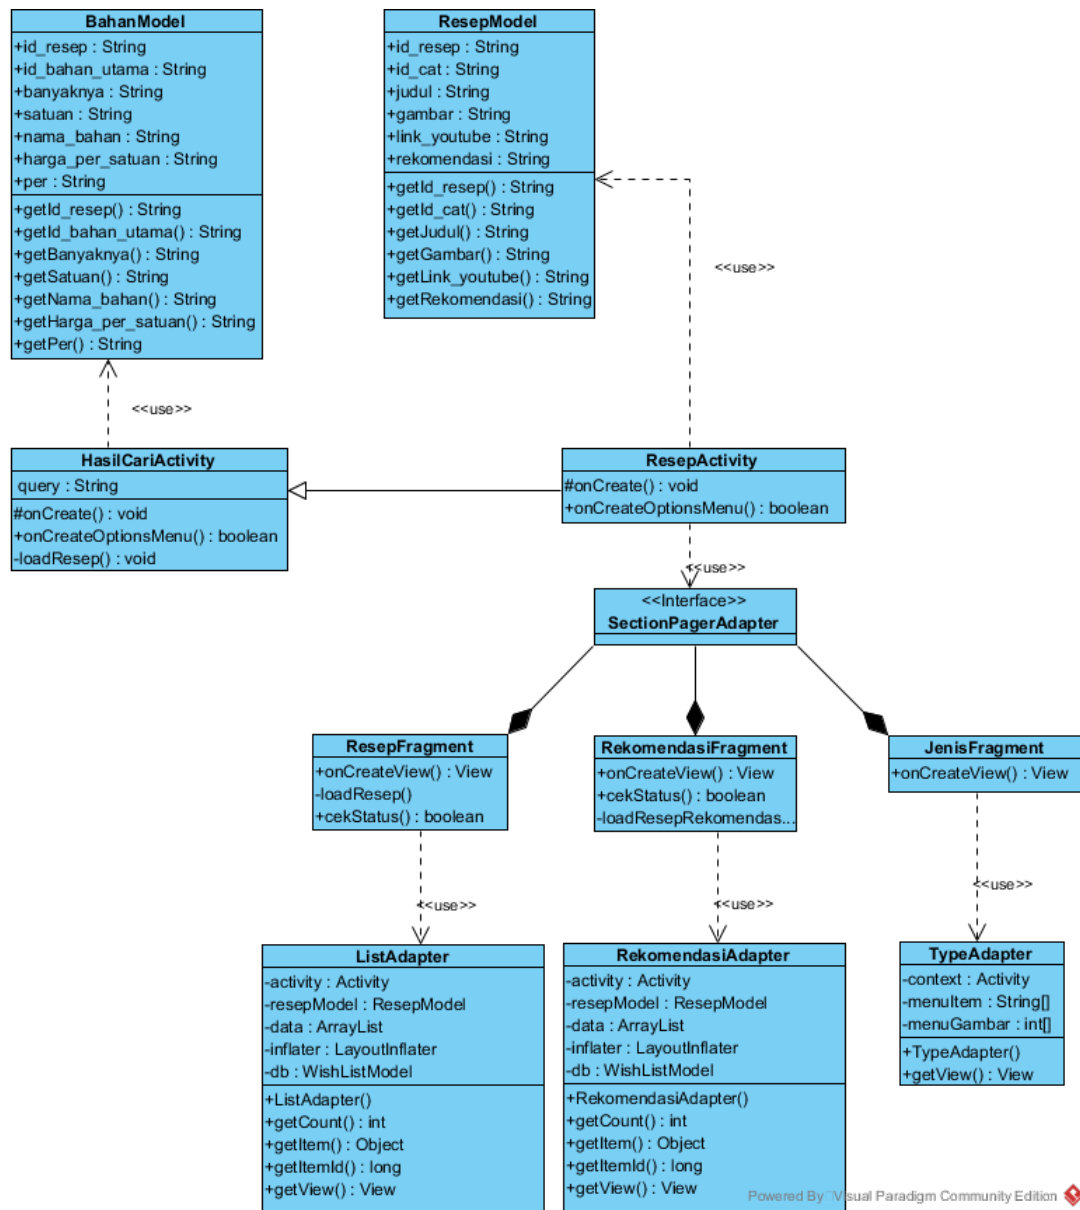 BahanModel
+id_resep : String
+id_bahan_utama : String
+banyaknya : String
+satuan : String
+nama_bahan : String
+harga_per_satuan : String
+per : String
+getId_resep() : String
+getId_bahan_utama() : String
+getBanyaknya() : String
+getSatuan() : String
+getNama_bahan() : String
+getHarga_per_satuan() : String
+getPer() : String
ResepModel
+id_resep : String
+id_cat : String
+judul : String
+gambar : String
+link_youtube : String
+rekomendasi : String
+getId_resep() : String
+getId_cat() : String
+getJudul() : String
+getGambar() : String
+getLink_youtube() : String
+getRekomendasi() : String
<<use>>
<<use>>
HasilCariActivity
query : String
#onCreate() : void
+onCreateOptionsMenu() : boolean
-loadResep() : void
ResepActivity
#onCreate() : void
+onCreateOptionsMenu() : boolean
<<use>>
<<Interface>>
SectionPagerAdapter
ResepFragment
+onCreateView() : View
-loadResep()
+cekStatus() : boolean
RekomendasiFragment
+onCreateView() : View
+cekStatus() : boolean
-loadResepRekomendas...
JenisFragment
+onCreateView() : View
<<use>>
<<use>>
<<use>>
ListAdapter
-activity : Activity
-resepModel : ResepModel
-data : ArrayList
-inflater : LayoutInflater
-db : WishListModel
+ListAdapter()
+getCount() : int
+getItem() : Object
+getItemId() : long
+getView() : View
RekomendasiAdapter
-activity : Activity
-resepModel : ResepModel
-data : ArrayList
-inflater : LayoutInflater
-db : WishListModel
+RekomendasiAdapter()
+getCount() : int
+getItem() : Object
+getItemId() : long
+getView() : View
TypeAdapter
-context : Activity
-menuItem : String[]
-menuGambar : int[]
+TypeAdapter()
+getView() : View
Powered By Visual Paradigm Community Edition